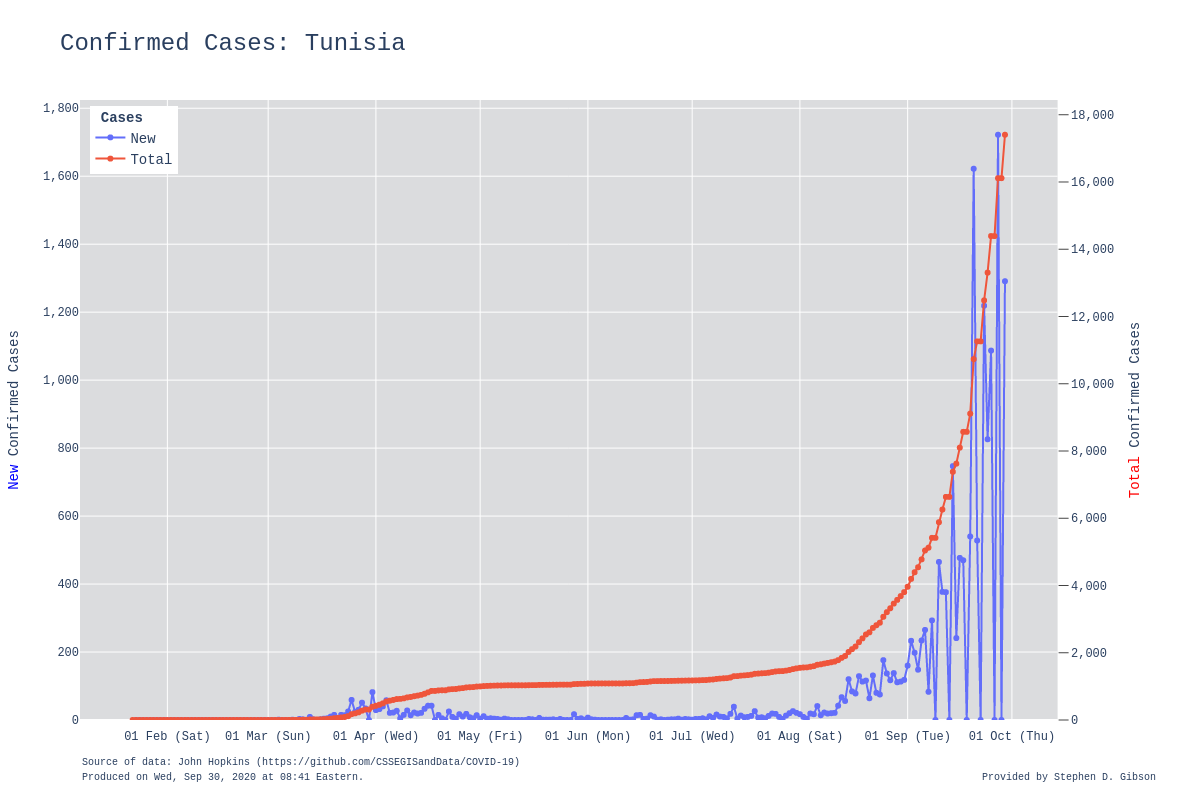 Confirmed Cases: Tunisia
Cases
New
Total
1,800
1,600
1,400
1,200
1,000
800
600
400
200
0
New Confirmed Cases
18,000
16,000
14,000
12,000
10,000
8,000
6,000
4,000
2,000
0
Total Confirmed Cases
01 Feb (Sat) 01 Mar (Sun) 01 Apr (Wed) 01 May (Fri) 01 Jun (Mon) 01 Jul (Wed) 01 Aug (Sat) 01 Sep (Tue) 01 Oct (Thu)
Source of data: John Hopkins (https://github.com/CSSEGISandData/COVID-19)
Produced on Wed, Sep 30, 2020 at 08:41 Eastern.
Provided by Stephen D. Gibson